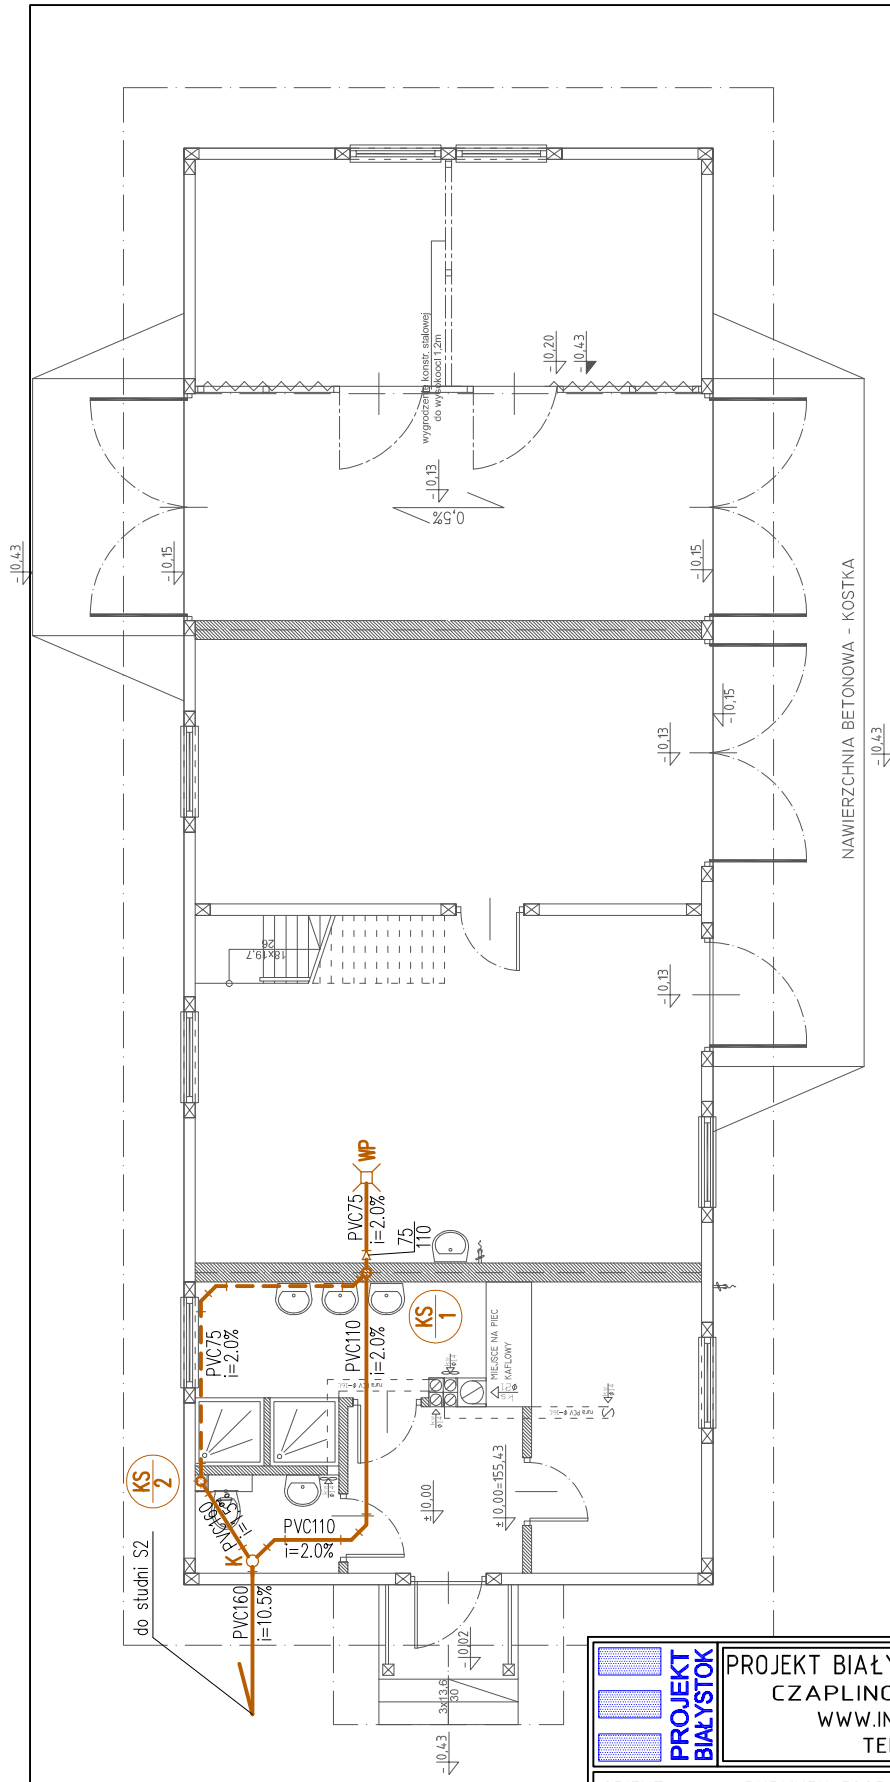 wygrodzenie konstr. stalowej
do wysokości 1,2m
-0,20
-0,43
-0,13
0,5%
-0,43
-0,15
-0,15
NAWIERZCHNIA BETONOWA - KOSTKA
-0,13
-0,15
-0,43
18x19,7
26
-0,13
WP
PVC75
i=2.0%
75
110
KS
1
PVC75
i=2.0%
PVC110
i=2.0%
MIEJSCE NA PIEC
KAFLOWY
KS
2
PVC160
K
PVC110
i=2.0%
±0,00
±0,00=155,43
do studni S2
PVC160
i=10.5%
-0,02
3x13,6
30
-0,43
PROJEKT
BIAŁYSTOK
PROJEKT BIAŁY
CZAPLINO
WWW.IN
TEL